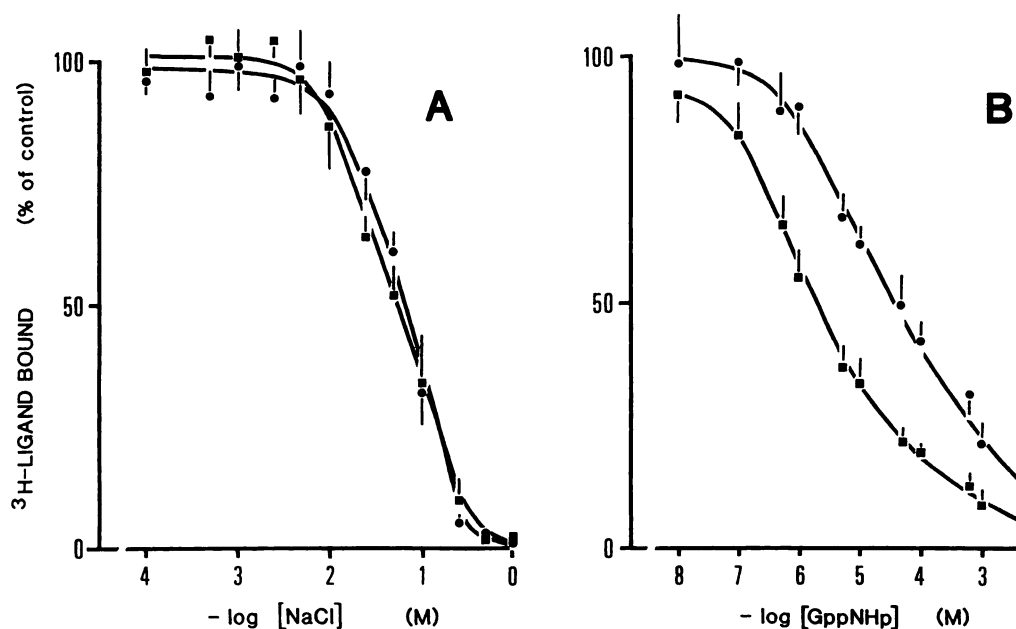 A
B
³H-LIGAND BOUND (% of control)
100
50
0
4 3 2 1 0
- log [NaCl] (M)
100
50
0
8 7 6 5 4 3
- log [GppNHp] (M)